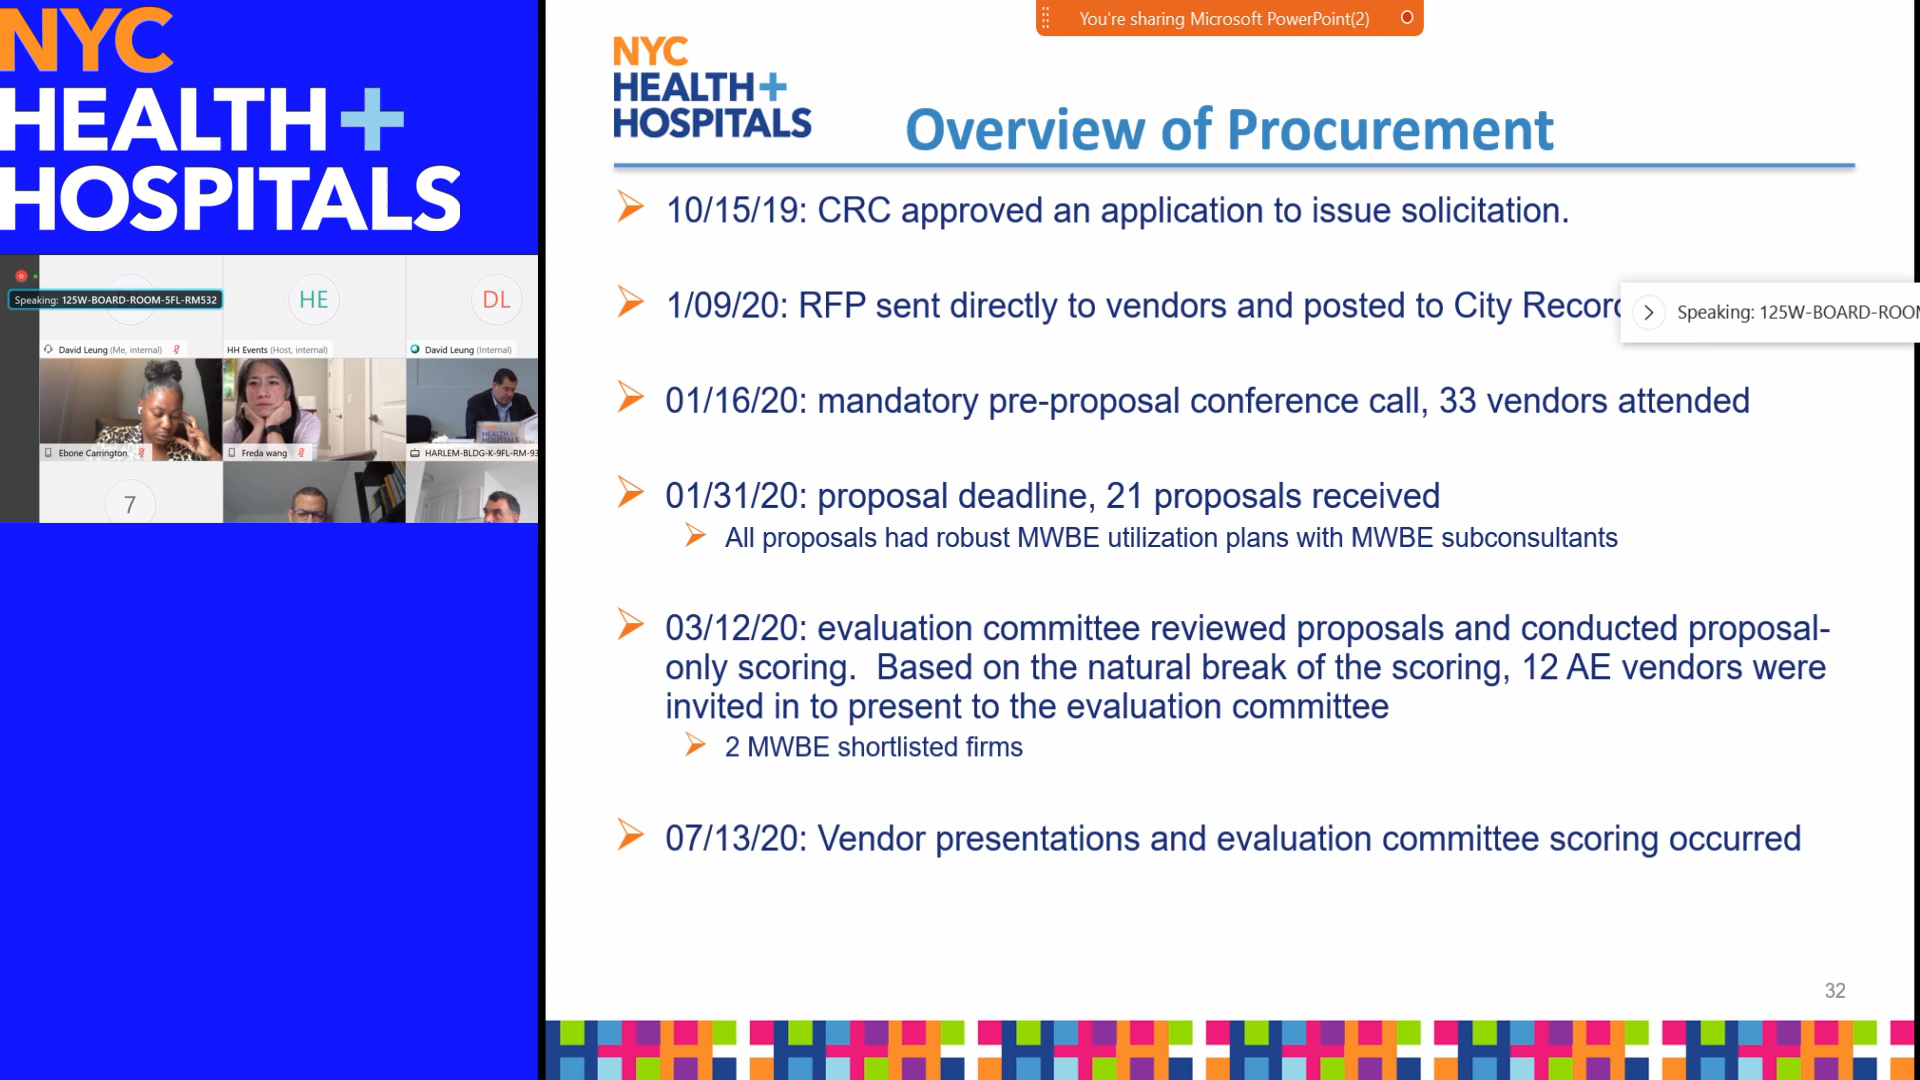 NYC
HEALTH+
HOSPITALS
Speaking: 125W-BOARD-ROOM-5FL-RM532
HE
DL
David Leung (Me, internal)
HH Events (Host, internal)
David Leung (Internal)
Ebone Carrington
Freda wang
HARLEM-BLDG-K-9FL-RM-93
7
You're sharing Microsoft PowerPoint(2)
NYC
HEALTH+
HOSPITALS
Overview of Procurement
10/15/19: CRC approved an application to issue solicitation.
1/09/20: RFP sent directly to vendors and posted to City Record
Speaking: 125W-BOARD-ROOM
01/16/20: mandatory pre-proposal conference call, 33 vendors attended
01/31/20: proposal deadline, 21 proposals received
All proposals had robust MWBE utilization plans with MWBE subconsultants
03/12/20: evaluation committee reviewed proposals and conducted proposal-
only scoring. Based on the natural break of the scoring, 12 AE vendors were
invited in to present to the evaluation committee
2 MWBE shortlisted firms
07/13/20: Vendor presentations and evaluation committee scoring occurred
32